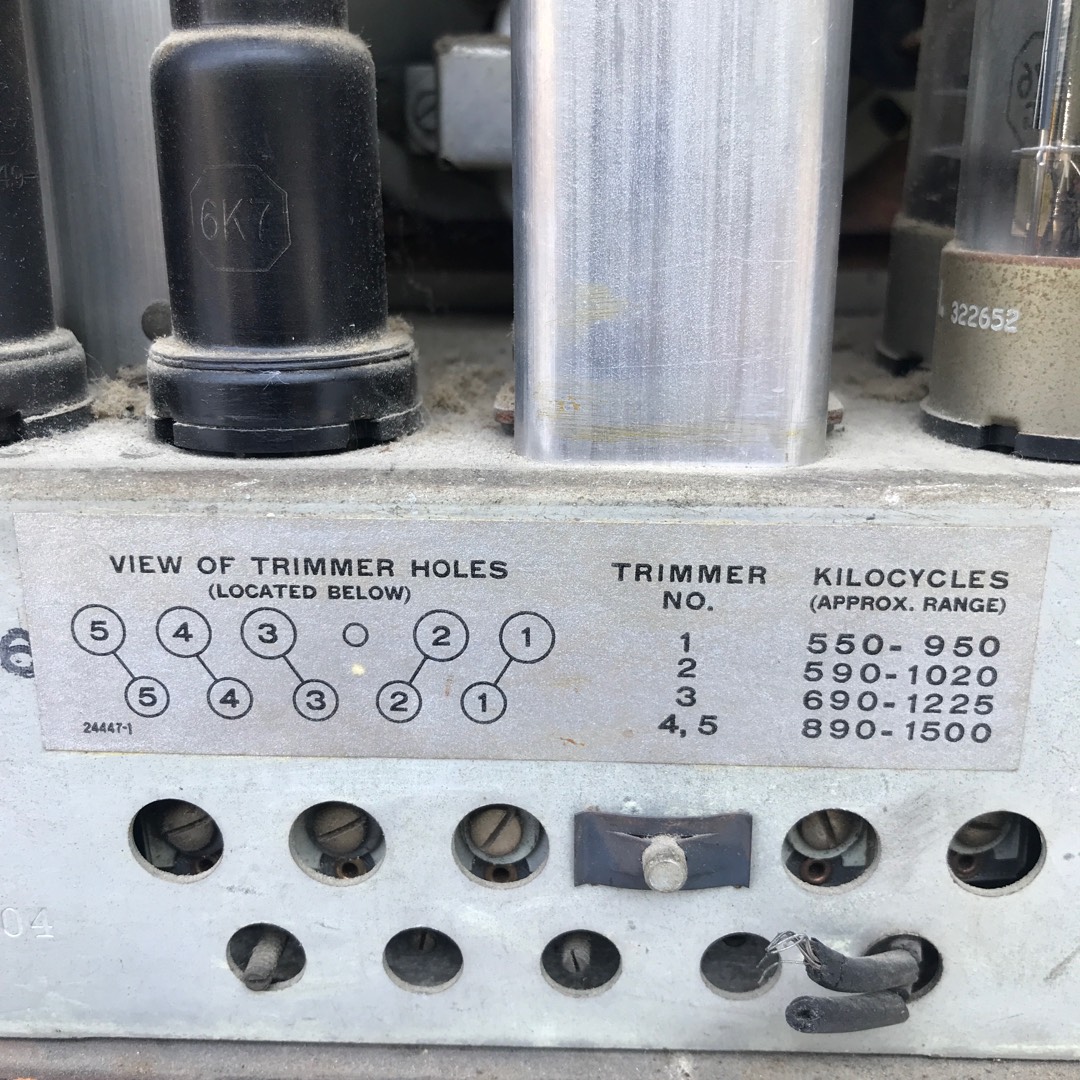 49-
6K7
322652
VIEW OF TRIMMER HOLES
(LOCATED BELOW)
5 4 3 2 1
5 4 3 2 1
24447-1
TRIMMER KILOCYCLES
NO. (APPROX. RANGE)
1 550-950
2 590-1020
3 690-1225
4, 5 890-1500
6
04